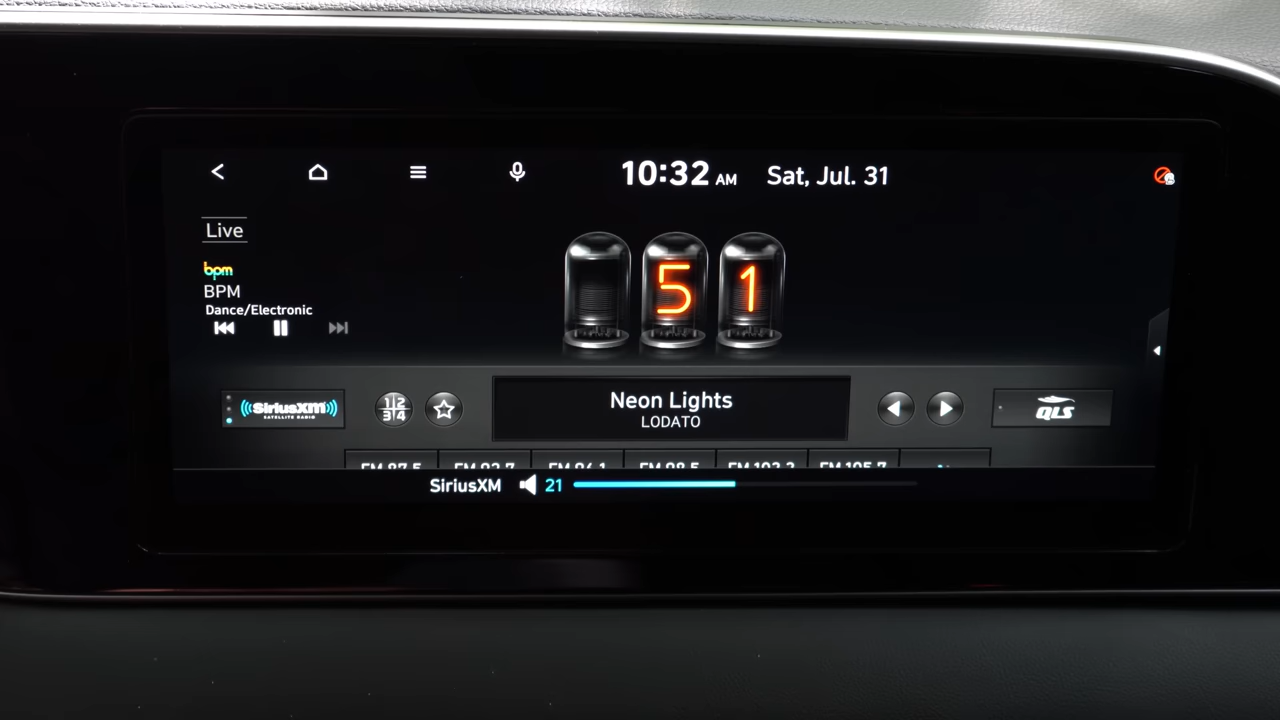 10:32 AM Sat, Jul. 31
Live
bpm
BPM
Dance/Electronic
5 1
SiriusXM
SATELLITE RADIO
1 2
3 4
Neon Lights
LODATO
QLS
FM 87.5 FM 92.7 FM 94.1 FM 98.5 FM 102.3 FM 105.7
SiriusXM 21